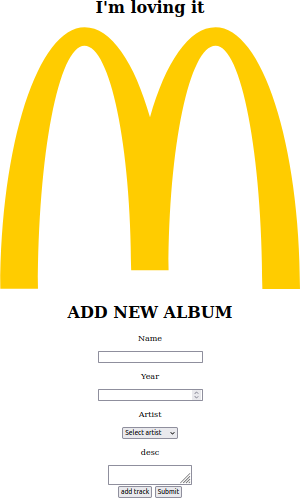 I'm loving it
ADD NEW ALBUM
Name
Year
Artist
Select artist
desc
add track Submit